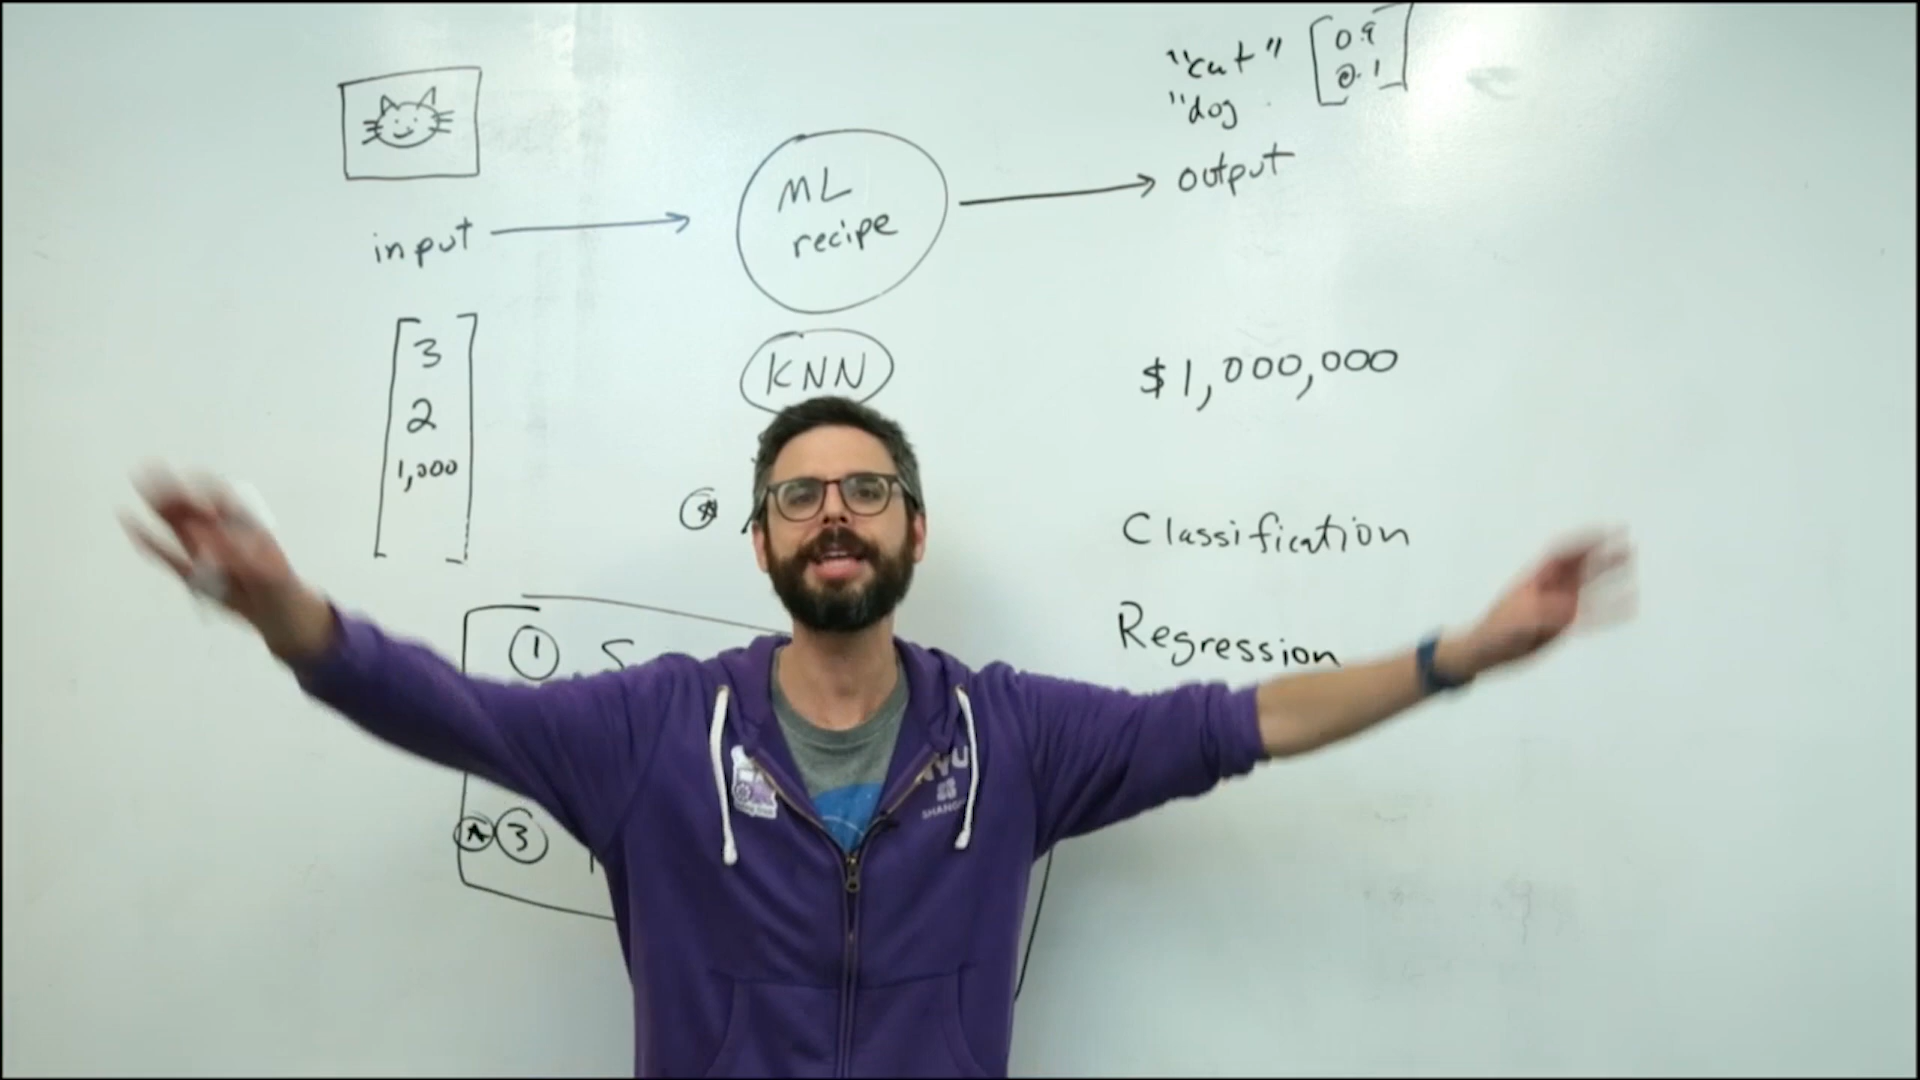 "cat" 0.9
"dog 0.1
ML
recipe
output
input
3
2
1,000
KNN
$1,000,000
Classification
Regression
1 S
3
NYU
SHANGH